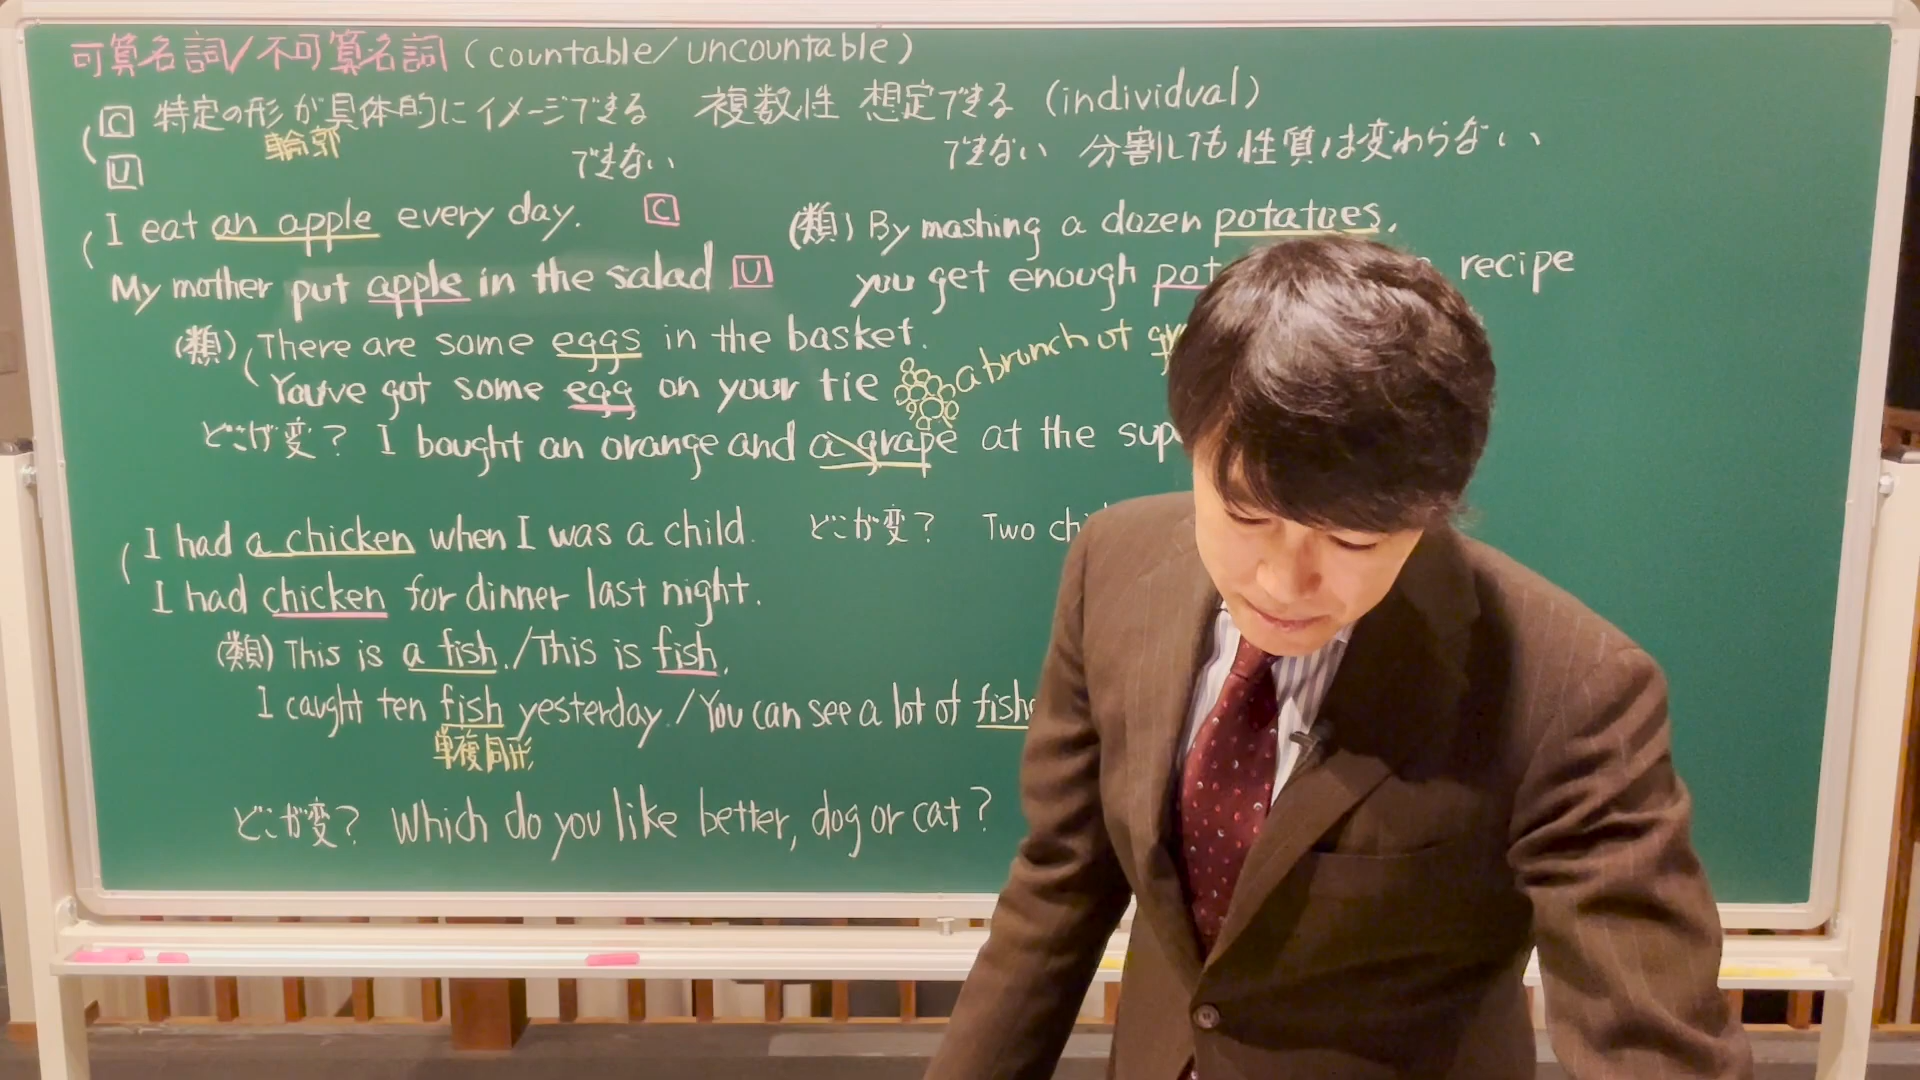 可算名詞/不可算名詞 (countable/uncountable)
C 特定の形が具体的にイメージできる 複数性 想定できる (individual)
輪郭
U できない できない 分割しても性質は変わらない、
I eat an apple every day. C
My mother put apple in the salad U
(類) There are some eggs in the basket.
You've got some egg on your tie
a brunch of
どこが変? I bought an orange and a grape at the
(類) By mashing a dozen potatoes,
you get enough recipe
I had a chicken when I was a child.
I had chicken for dinner last night.
どこが変? Two
(類) This is a fish./This is fish.
I caught ten fish yesterday./You can see a lot of
単複同形
どこが変? Which do you like better, dog or cat?